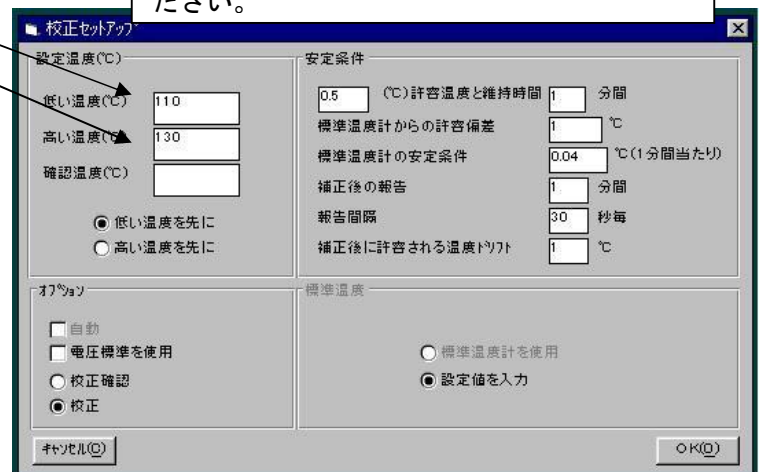 ださい。
校正セットアップ
設定温度(℃)
低い温度(℃) 110
高い温度(℃) 130
確認温度(℃)
低い温度を先に
高い温度を先に
安定条件
0.5 (℃)許容温度と維持時間 1 分間
標準温度計からの許容偏差 1 ℃
標準温度計の安定条件 0.04 ℃(1分間当たり)
補正後の報告 1 分間
報告間隔 30 秒毎
補正後に許容される温度ドリフト 1 ℃
オプション
自動
電圧標準を使用
校正確認
校正
標準温度
標準温度計を使用
設定値を入力
キャンセル(C)
OK(O)